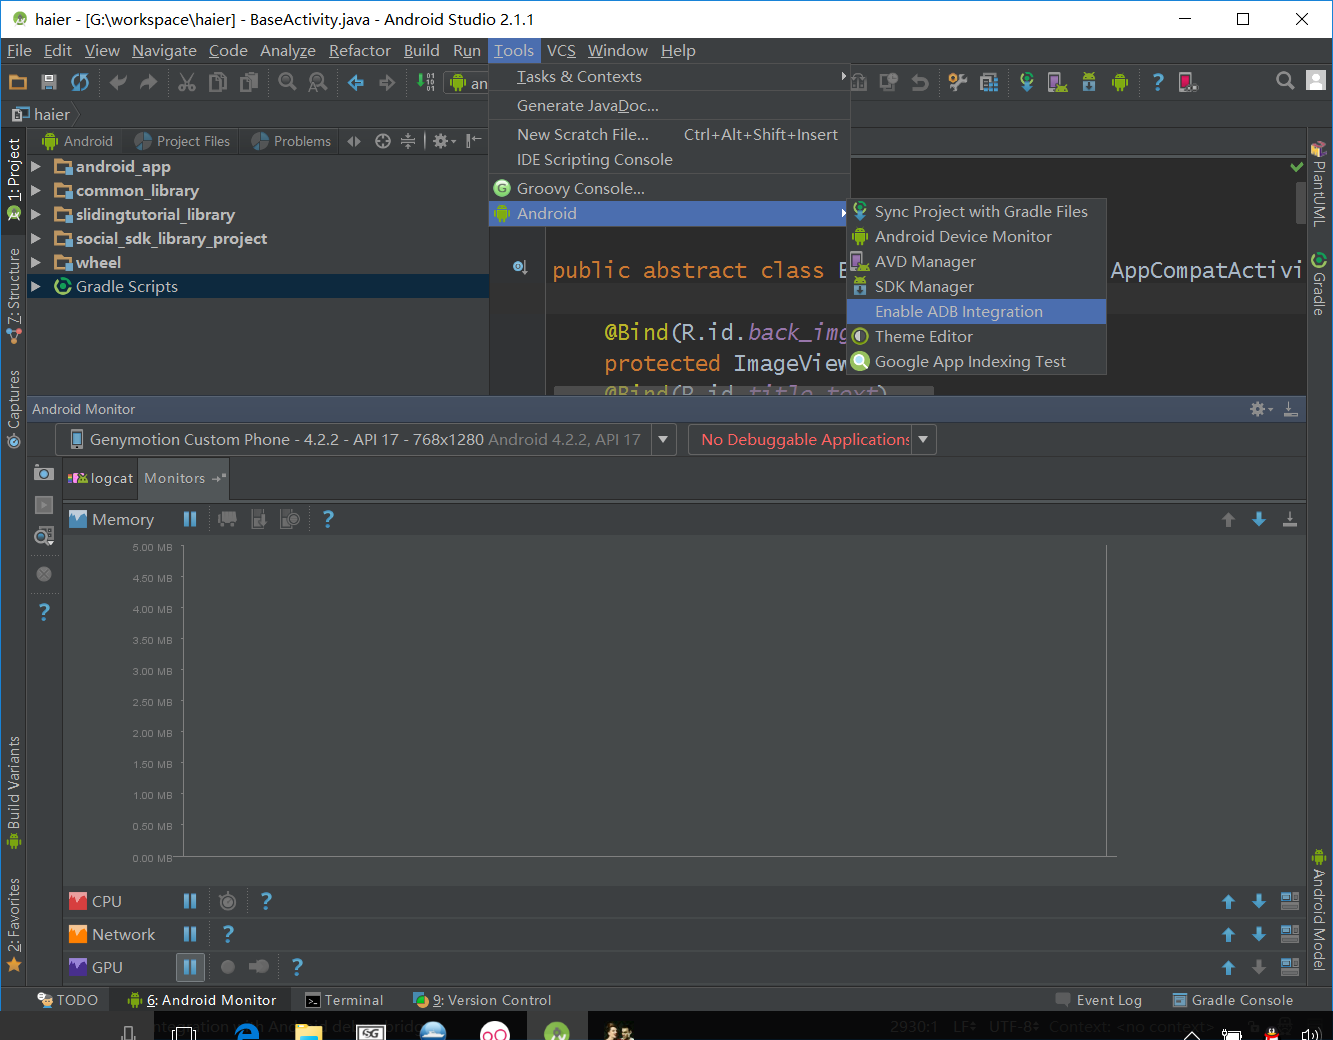 haier - [G:\workspace\haier] - BaseActivity.java - Android Studio 2.1.1
File Edit View Navigate Code Analyze Refactor Build Run Tools VCS Window Help
an
Tasks & Contexts
Generate JavaDoc...
New Scratch File... Ctrl+Alt+Shift+Insert
IDE Scripting Console
Groovy Console...
Android
Sync Project with Gradle Files
Android Device Monitor
AVD Manager
SDK Manager
Enable ADB Integration
Theme Editor
Google App Indexing Test
haier
Android Project Files Problems
android_app
common_library
slidingtutorial_library
social_sdk_library_project
wheel
Gradle Scripts
1: Project
Z: Structure
Captures
Build Variants
2: Favorites
PlantUML
Gradle
Android Model
public abstract class AppCompatActivi
@Bind(R.id.back_img
protected ImageView
@Bind(R.id.title_text)
Android Monitor
Genymotion Custom Phone - 4.2.2 - API 17 - 768x1280 Android 4.2.2, API 17
No Debuggable Applications
logcat Monitors
Memory
5.00 MB
4.50 MB
4.00 MB
3.50 MB
3.00 MB
2.50 MB
2.00 MB
1.50 MB
1.00 MB
0.50 MB
0.00 MB
CPU
Network
GPU
TODO 6: Android Monitor Terminal 9: Version Control Event Log Gradle Console
2930:1 LF UTF-8 Context: <no context>